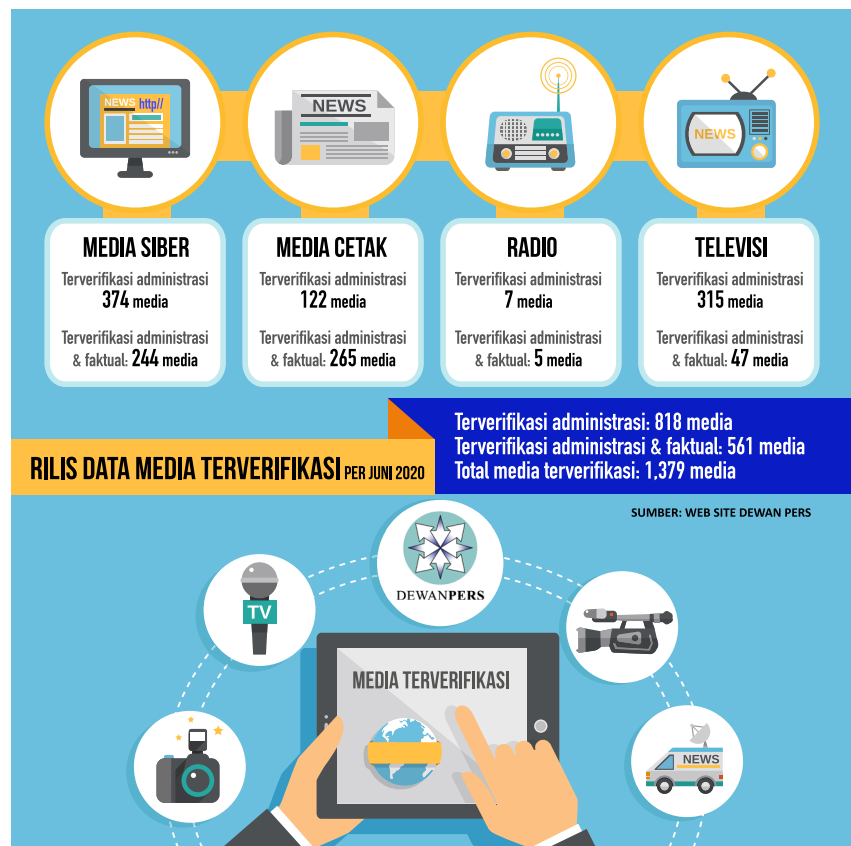 NEWS http//
NEWS
NEWS
MEDIA SIBER
Terverifikasi administrasi
374 media
Terverifikasi administrasi
& faktual: 244 media
MEDIA CETAK
Terverifikasi administrasi
122 media
Terverifikasi administrasi
& faktual: 265 media
RADIO
Terverifikasi administrasi
7 media
Terverifikasi administrasi
& faktual: 5 media
TELEVISI
Terverifikasi administrasi
315 media
Terverifikasi administrasi
& faktual: 47 media
Terverifikasi administrasi: 818 media
Terverifikasi administrasi & faktual: 561 media
Total media terverifikasi: 1,379 media
RILIS DATA MEDIA TERVERIFIKASI PER JUNI 2020
SUMBER: WEB SITE DEWAN PERS
DEWANPERS
TV
MEDIA TERVERIFIKASI
NEWS